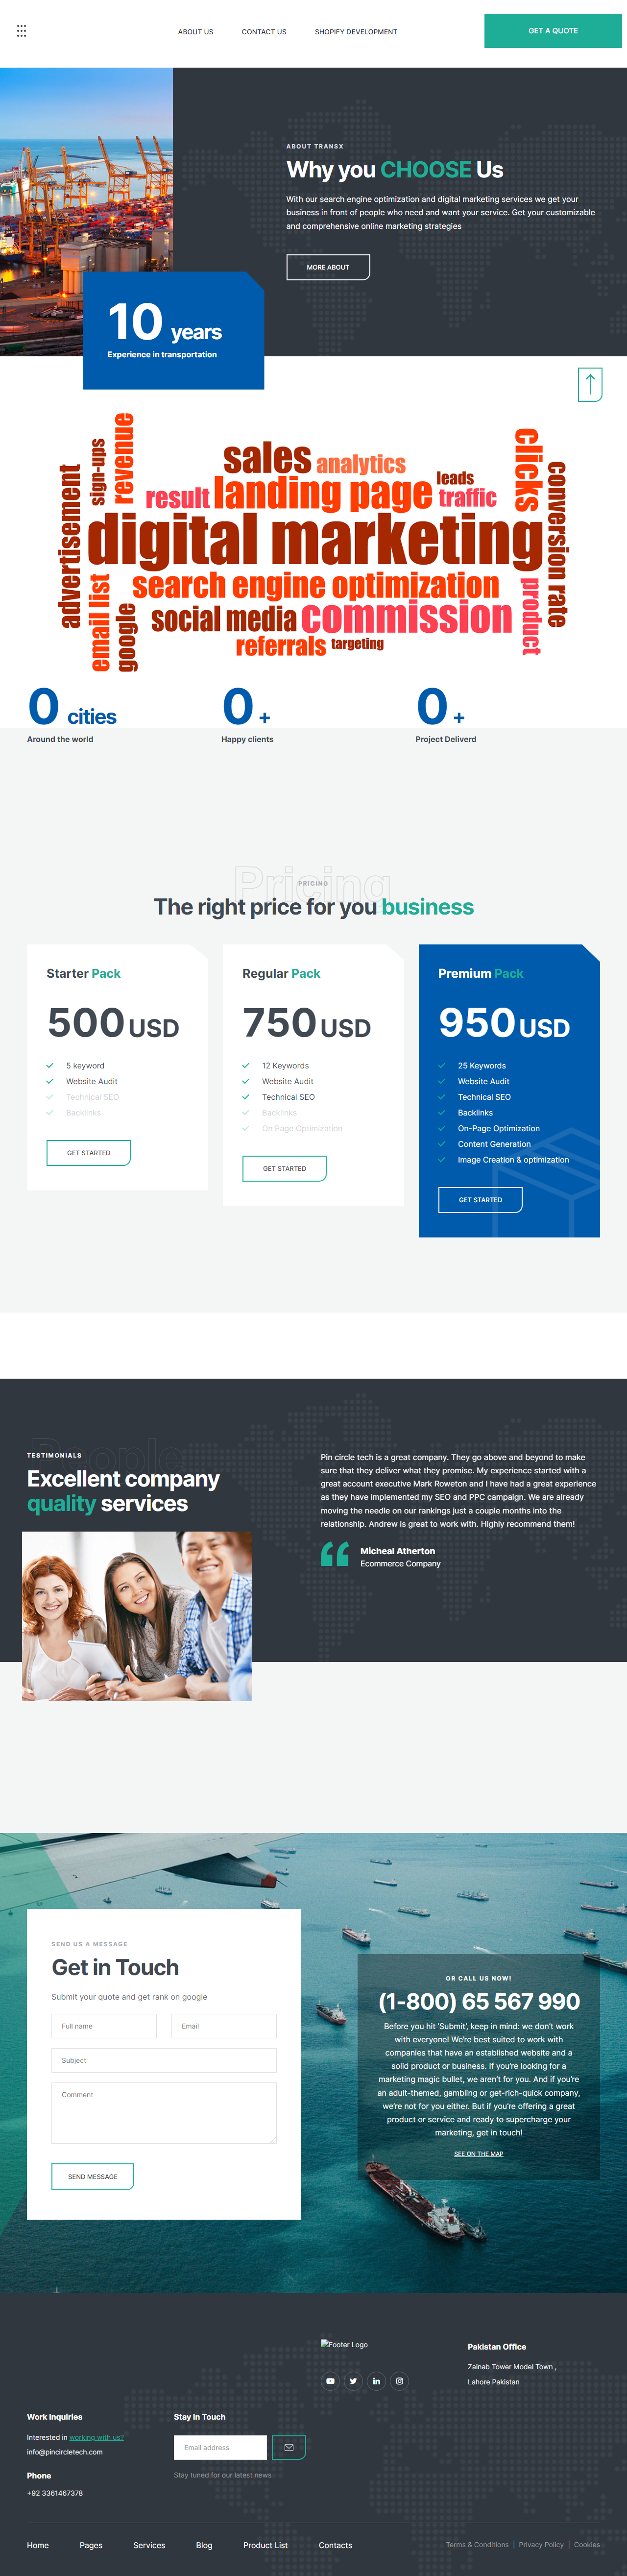 ABOUT US
CONTACT US
SHOPIFY DEVELOPMENT
GET A QUOTE
ABOUT TRANSX
Why you CHOOSE Us
With our search engine optimization and digital marketing services we get your
business in front of people who need and want your service. Get your customizable
and comprehensive online marketing strategies
MORE ABOUT
10 years
Experience in transportation
advertisement
sign-ups
revenue
sales
analytics
leads
clicks
conversion rate
result
landing page
traffic
digital marketing
email list
google
search engine optimization
product
social media
commission
referrals
targeting
0 cities
Around the world
0 +
Happy clients
0 +
Project Deliverd
Pricing
PRICING
The right price for you business
Starter Pack
500 USD
5 keyword
Website Audit
Technical SEO
Backlinks
GET STARTED
Regular Pack
750 USD
12 Keywords
Website Audit
Technical SEO
Backlinks
On Page Optimization
GET STARTED
Premium Pack
950 USD
25 Keywords
Website Audit
Technical SEO
Backlinks
On-Page Optimization
Content Generation
Image Creation & optimization
GET STARTED
People
TESTIMONIALS
Excellent company
quality services
Pin circle tech is a great company. They go above and beyond to make
sure that they deliver what they promise. My experience started with a
great account executive Mark Roweton and I have had a great experience
as they have implemented my SEO and PPC campaign. We are already
moving the needle on our rankings just a couple months into the
relationship. Andrew is great to work with. Highly recommend them!
Micheal Atherton
Ecommerce Company
SEND US A MESSAGE
Get in Touch
Submit your quote and get rank on google
Full name
Email
Subject
Comment
SEND MESSAGE
OR CALL US NOW!
(1-800) 65 567 990
Before you hit 'Submit', keep in mind: we don't work
with everyone! We're best suited to work with
companies that have an established website and a
solid product or business. If you're looking for a
marketing magic bullet, we aren't for you. And if you're
an adult-themed, gambling or get-rich-quick company,
we're not for you either. But if you're offering a great
product or service and ready to supercharge your
marketing, get in touch!
SEE ON THE MAP
Footer Logo
Pakistan Office
Zainab Tower Model Town ,
Lahore Pakistan
Work Inquiries
Interested in working with us?
info@pincircletech.com
Phone
+92 3361467378
Stay In Touch
Email address
Stay tuned for our latest news
Home
Pages
Services
Blog
Product List
Contacts
Terms & Conditions | Privacy Policy | Cookies